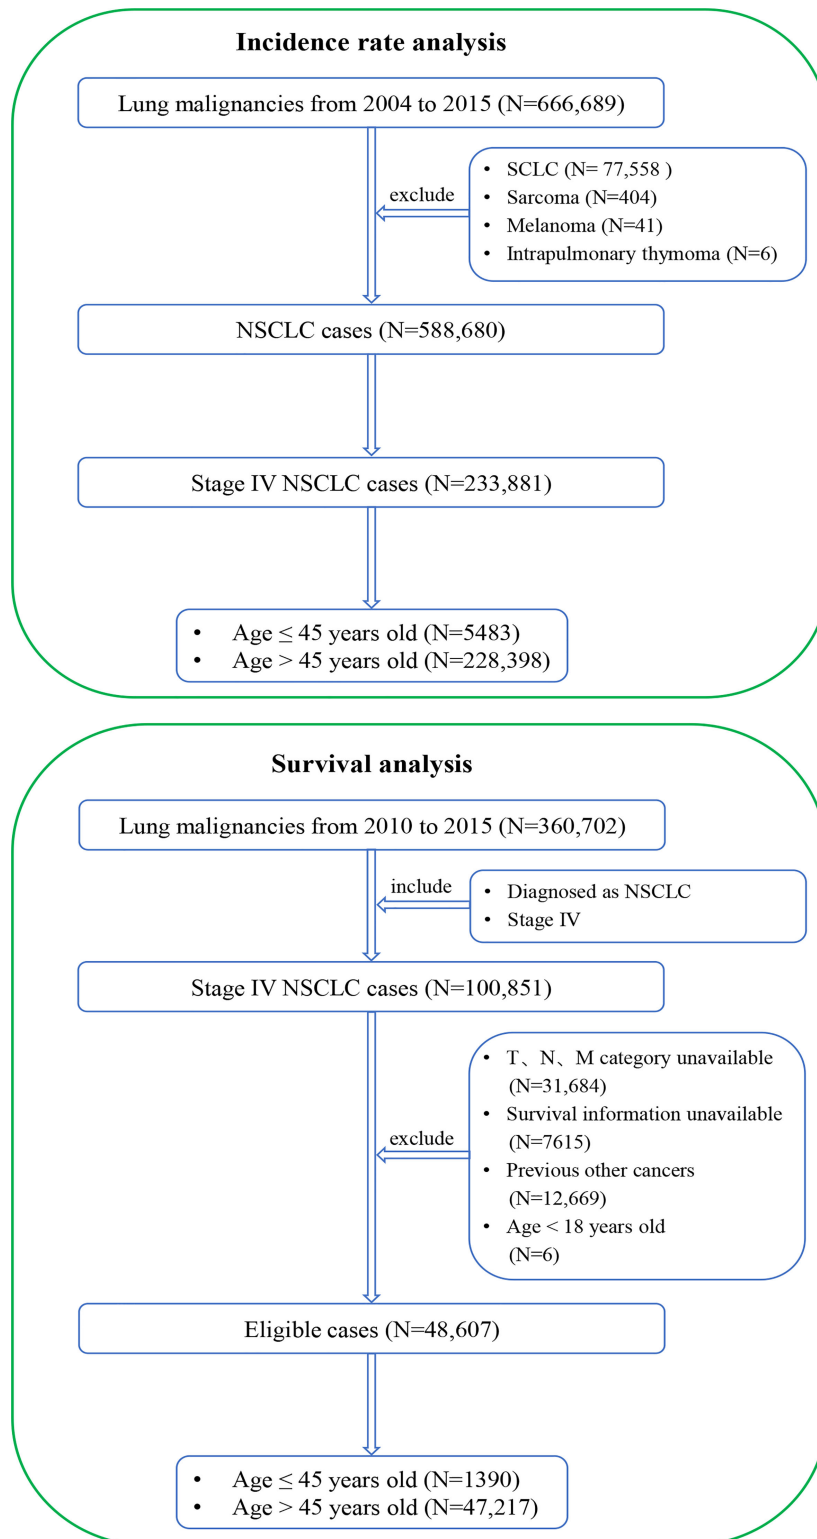 Incidence rate analysis
Lung malignancies from 2004 to 2015 (N=666,689)
exclude
• SCLC (N= 77,558 )
• Sarcoma (N=404)
• Melanoma (N=41)
• Intrapulmonary thymoma (N=6)
NSCLC cases (N=588,680)
Stage IV NSCLC cases (N=233,881)
• Age ≤ 45 years old (N=5483)
• Age > 45 years old (N=228,398)
Survival analysis
Lung malignancies from 2010 to 2015 (N=360,702)
include
• Diagnosed as NSCLC
• Stage IV
Stage IV NSCLC cases (N=100,851)
exclude
• T、N、M category unavailable
(N=31,684)
• Survival information unavailable
(N=7615)
• Previous other cancers
(N=12,669)
• Age < 18 years old
(N=6)
Eligible cases (N=48,607)
• Age ≤ 45 years old (N=1390)
• Age > 45 years old (N=47,217)